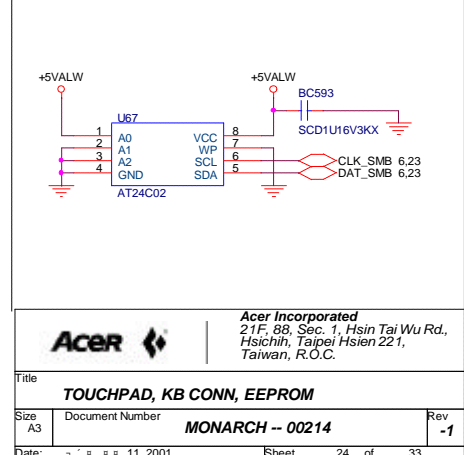 +5VALW
+5VALW
BC593
U67
SCD1U16V3KX
1 A0 VCC 8
2 A1 WP 7
3 A2 SCL 6 CLK_SMB 6,23
4 GND SDA 5 DAT_SMB 6,23
AT24C02
Acer Incorporated
21F, 88, Sec. 1, Hsin Tai Wu Rd.,
Hsichih, Taipei Hsien 221,
Taiwan, R.O.C.
Acer
Title
TOUCHPAD, KB CONN, EEPROM
Size Document Number Rev
A3 MONARCH -- 00214 -1
Date: 11, 2001 Sheet 24 of 33